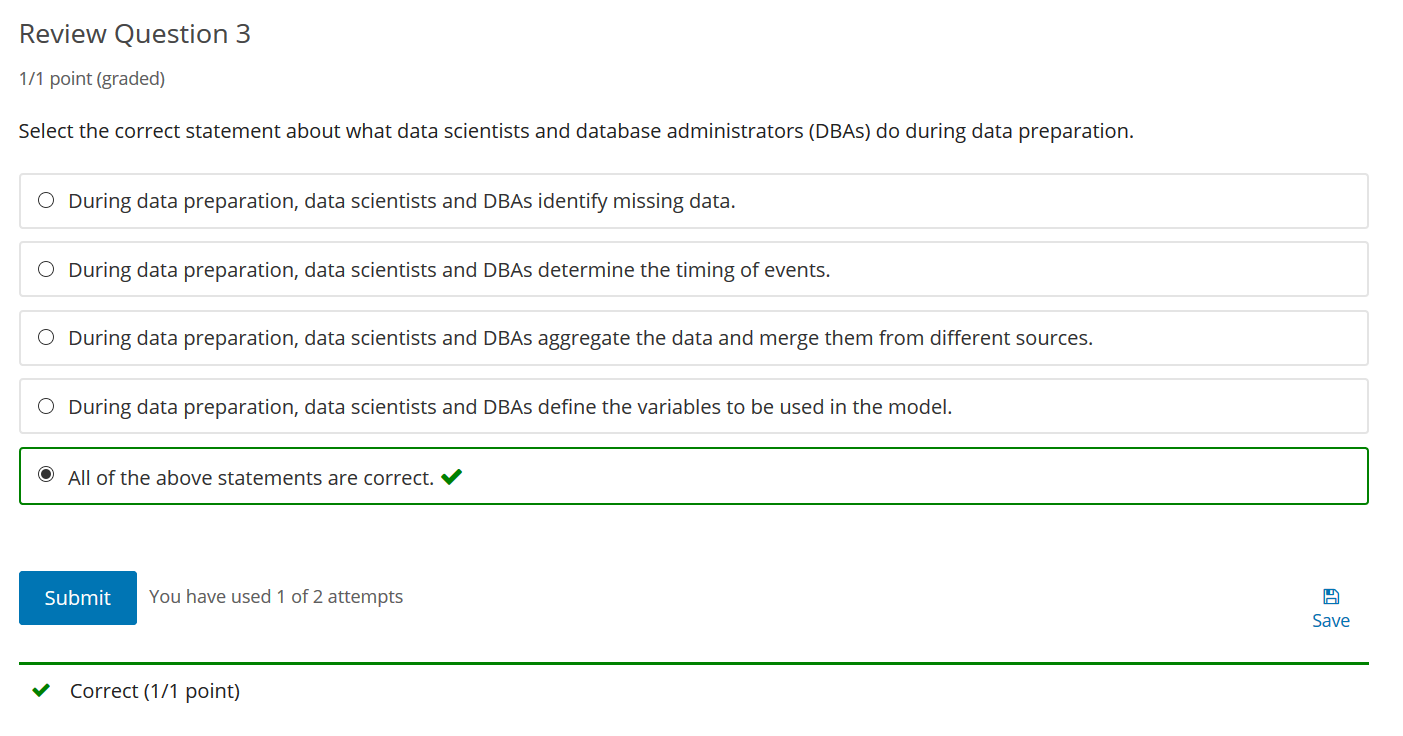 Review Question 3
1/1 point (graded)
Select the correct statement about what data scientists and database administrators (DBAs) do during data preparation.
During data preparation, data scientists and DBAs identify missing data.
During data preparation, data scientists and DBAs determine the timing of events.
During data preparation, data scientists and DBAs aggregate the data and merge them from different sources.
During data preparation, data scientists and DBAs define the variables to be used in the model.
All of the above statements are correct.
Submit
You have used 1 of 2 attempts
Save
Correct (1/1 point)